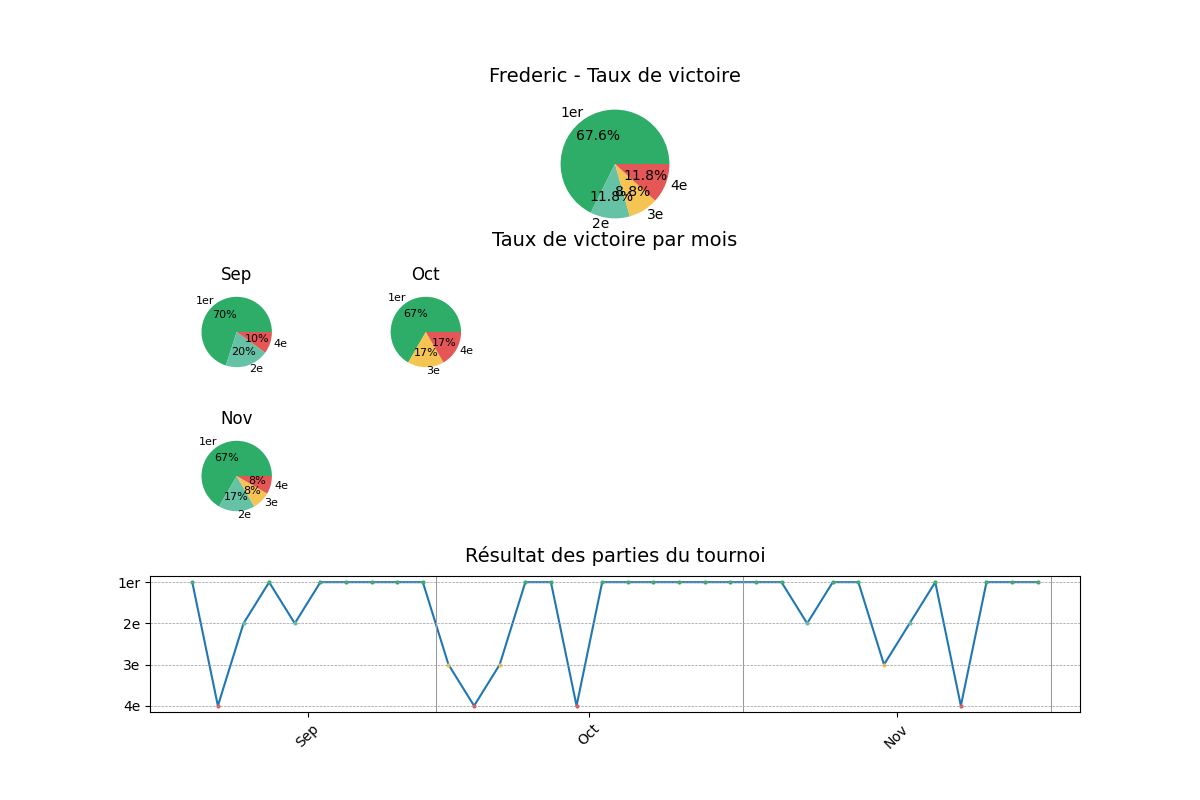 Frederic - Taux de victoire
1er
67.6%
11.8%
4e
8.8%
11.8%
3e
2e
Taux de victoire par mois
Sep
1er
70%
10%
4e
20%
2e
Oct
1er
67%
17%
4e
17%
3e
Nov
1er
67%
8%
4e
8%
3e
17%
2e
Résultat des parties du tournoi
1er
2e
3e
4e
Sep
Oct
Nov